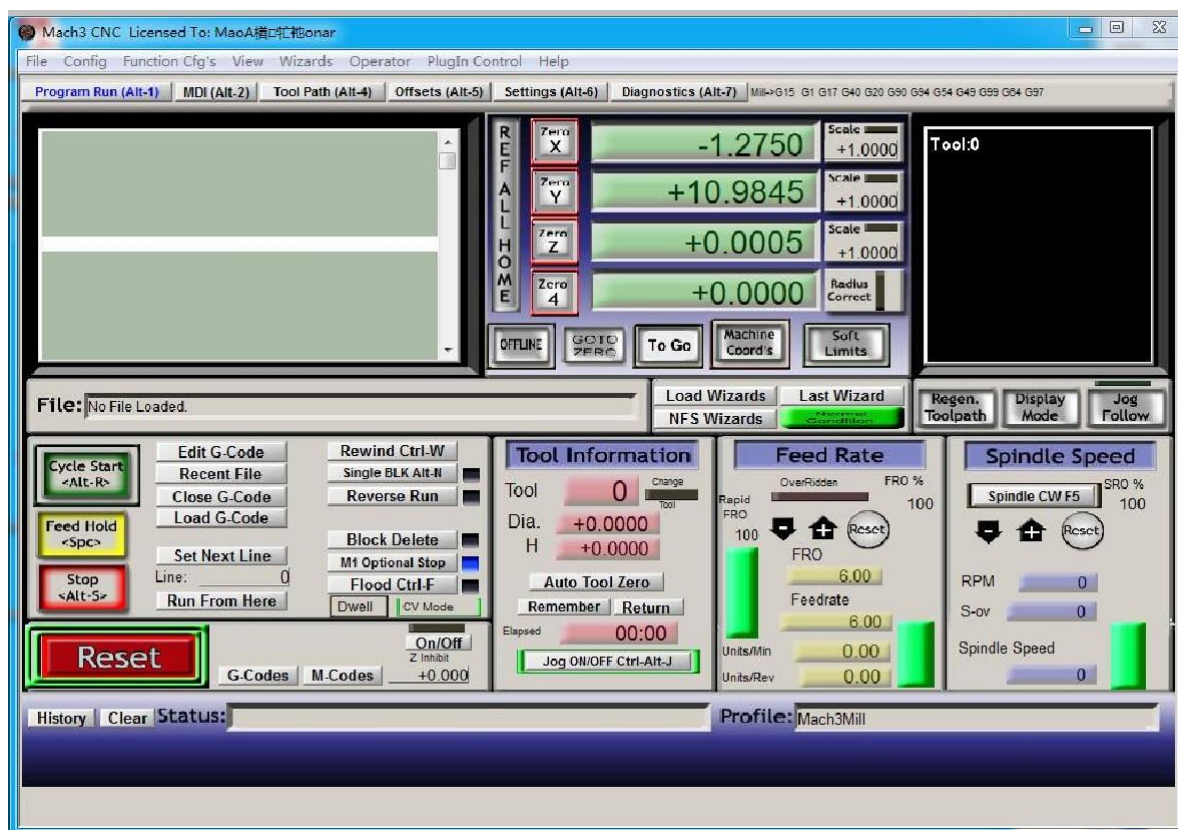 Mach3 CNC Licensed To: MaoA onar
File Config Function Cfg's View Wizards Operator PlugIn Control Help
Program Run (Alt-1) MDI (Alt-2) Tool Path (Alt-4) Offsets (Alt-5) Settings (Alt-6) Diagnostics (Alt-7) Mill->G15 G1 G17 G40 G20 G90 G94 G54 G49 G99 G64 G97
REF ALL HOME
Zero X -1.2750 Scale +1.0000
Zero Y +10.9845 Scale +1.0000
Zero Z +0.0005 Scale +1.0000
Zero 4 +0.0000 Radius Correct
OFFLINE GOTO ZERO To Go Machine Coord's Soft Limits
Tool:0
File: No File Loaded.
Load Wizards Last Wizard
NFS Wizards Normal Condition
Regen. Toolpath Display Mode Jog Follow
Cycle Start <Alt-R>
Feed Hold <Spc>
Stop <Alt-S>
Edit G-Code
Recent File
Close G-Code
Load G-Code
Set Next Line
Line: 0
Run From Here
Rewind Ctrl-W
Single BLK Alt-N
Reverse Run
Block Delete
M1 Optional Stop
Flood Ctrl-F
Dwell CV Mode
Reset
G-Codes M-Codes
On/Off
Z Inhibit
+0.000
Tool Information
Tool 0 Change Tool
Dia. +0.0000
H +0.0000
Auto Tool Zero
Remember Return
Elapsed 00:00
Jog ON/OFF Ctrl-Alt-J
Feed Rate
OverRidden FRO %
100
Rapid FRO
100
Reset
FRO
6.00
Feedrate
6.00
Units/Min 0.00
Units/Rev 0.00
Spindle Speed
Spindle CW F5
SRO %
100
Reset
RPM 0
S-ov 0
Spindle Speed
0
History Clear Status:
Profile: Mach3Mill